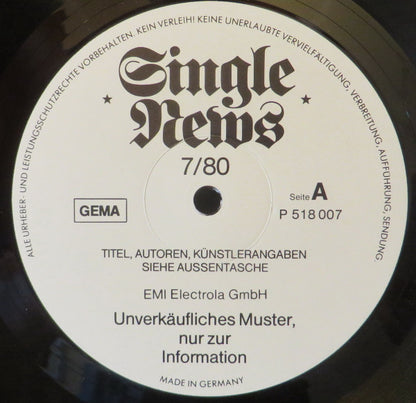 ALLE URHEBER- UND LEISTUNGSSCHUTZRECHTE VORBEHALTEN. KEIN VERLEIH! KEINE UNERLAUBTE VERVIELFÄLTIGUNG, VERBREITUNG, AUFFÜHRUNG, SENDUNG
Single
News
7/80
Seite A
GEMA
P 518 007
TITEL, AUTOREN, KÜNSTLERANGABEN
SIEHE AUSSENTASCHE
EMI Electrola GmbH
Unverkäufliches Muster,
nur zur
Information
MADE IN GERMANY